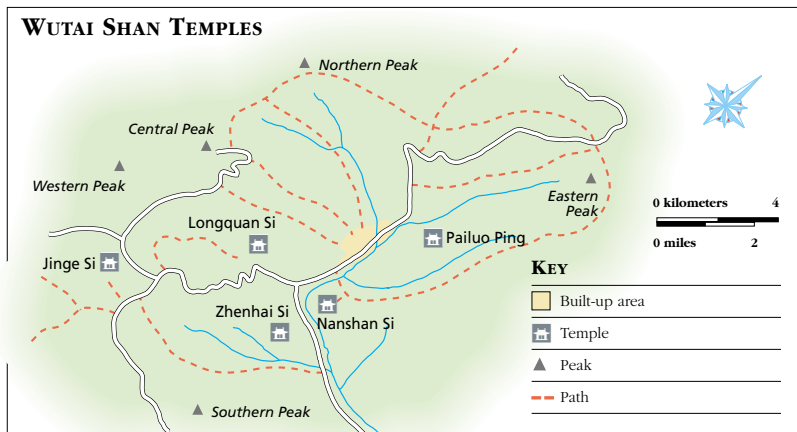 WUTAI SHAN TEMPLES
Northern Peak
Central Peak
Western Peak
Eastern
Peak
0 kilometers 4
0 miles 2
Longquan Si
Pailuo Ping
Jinge Si
KEY
Built-up area
Zhenhai Si
Nanshan Si
Temple
Peak
Path
Southern Peak